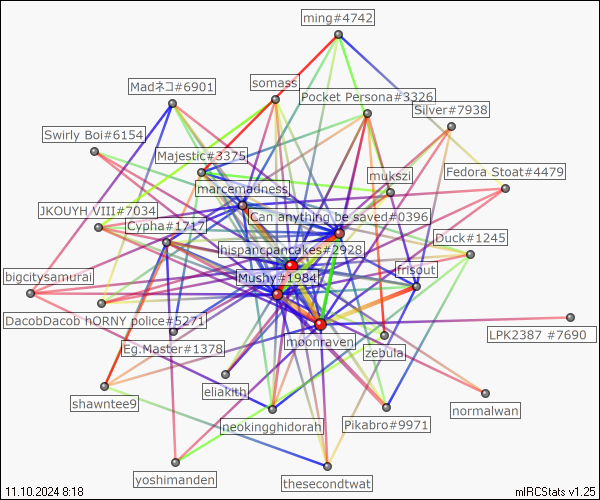 ming#4742
somass
Madネコ#6901
Pocket Persona#3326
Silver#7938
Swirly Boi#6154
Majestic#3375
mukszi
Fedora Stoat#4479
marcemadness
JKOUYH VIII#7034
Can anything be saved#0396
Cypha#1717
Duck#1245
hispancpancakes#2928
bigcitysamurai
Mushy#1984
frisout
DacobDacob hORNY police#5271
LPK2387 #7690
moonraven
Eg.Master#1378
zebula
eliakith
shawntee9
normalwan
neokingghidorah
Pikabro#9971
yoshimanden
thesecondtwat
11.10.2024 8:18
mIRCStats v1.25